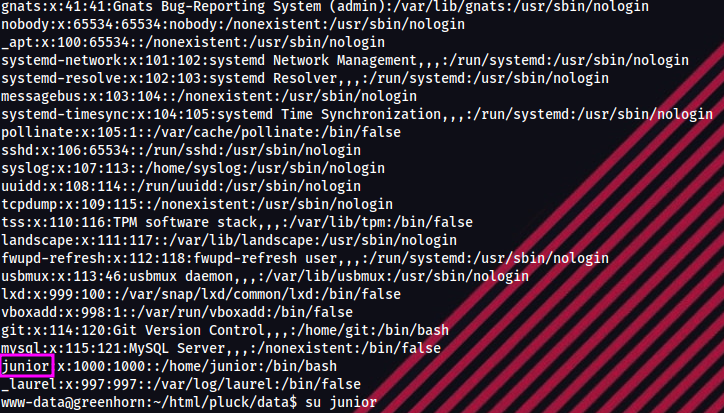 gnats:x:41:41:Gnats Bug-Reporting System (admin):/var/lib/gnats:/usr/sbin/nologin
nobody:x:65534:65534:nobody:/nonexistent:/usr/sbin/nologin
_apt:x:100:65534::/nonexistent:/usr/sbin/nologin
systemd-network:x:101:102:systemd Network Management,,,:/run/systemd:/usr/sbin/nologin
systemd-resolve:x:102:103:systemd Resolver,,,:/run/systemd:/usr/sbin/nologin
messagebus:x:103:104::/nonexistent:/usr/sbin/nologin
systemd-timesync:x:104:105:systemd Time Synchronization,,,:/run/systemd:/usr/sbin/nologin
pollinate:x:105:1::/var/cache/pollinate:/bin/false
sshd:x:106:65534::/run/sshd:/usr/sbin/nologin
syslog:x:107:113::/home/syslog:/usr/sbin/nologin
uuidd:x:108:114::/run/uuidd:/usr/sbin/nologin
tcpdump:x:109:115::/nonexistent:/usr/sbin/nologin
tss:x:110:116:TPM software stack,,,:/var/lib/tpm:/bin/false
landscape:x:111:117::/var/lib/landscape:/usr/sbin/nologin
fwupd-refresh:x:112:118:fwupd-refresh user,,,:/run/systemd:/usr/sbin/nologin
usbmux:x:113:46:usbmux daemon,,,:/var/lib/usbmux:/usr/sbin/nologin
lxd:x:999:100::/var/snap/lxd/common/lxd:/bin/false
vboxadd:x:998:1::/var/run/vboxadd:/bin/false
git:x:114:120:Git Version Control,,,:/home/git:/bin/bash
mysql:x:115:121:MySQL Server,,,:/nonexistent:/bin/false
junior:x:1000:1000::/home/junior:/bin/bash
_laurel:x:997:997::/var/log/laurel:/bin/false
www-data@greenhorn:~/html/pluck/data$ su junior